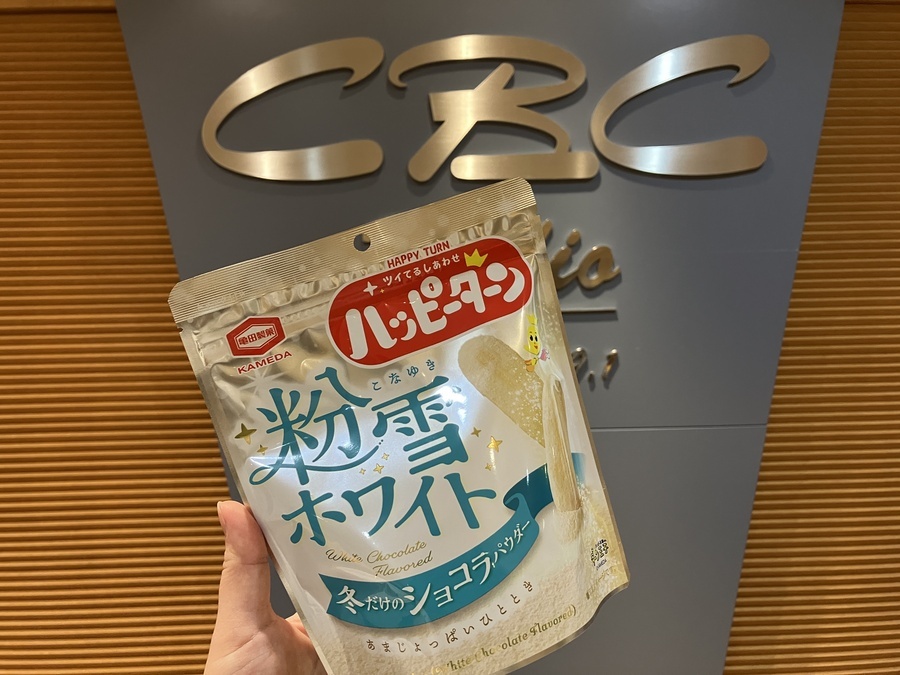 CBC
HAPPY TURN
ツイてるしあわせ
ハッピーターン
亀田製菓
KAMEDA
こなゆき
粉雪
ホワイト
White Chocolate
Flavored
冬だけのショコラパウダー
あまじょっぱいひととき
(White Chocolate Flavored)